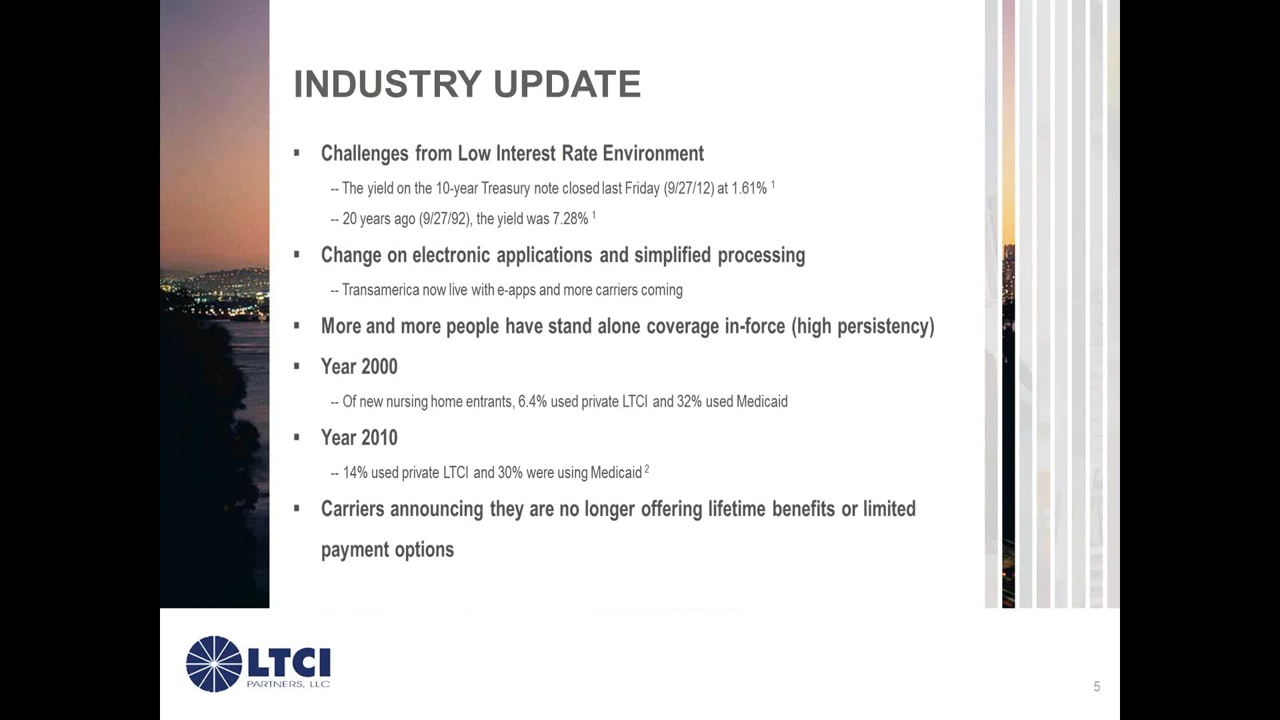 INDUSTRY UPDATE
▪ Challenges from Low Interest Rate Environment
-- The yield on the 10-year Treasury note closed last Friday (9/27/12) at 1.61% ¹
-- 20 years ago (9/27/92), the yield was 7.28% ¹
▪ Change on electronic applications and simplified processing
-- Transamerica now live with e-apps and more carriers coming
▪ More and more people have stand alone coverage in-force (high persistency)
▪ Year 2000
-- Of new nursing home entrants, 6.4% used private LTCI and 32% used Medicaid
▪ Year 2010
-- 14% used private LTCI and 30% were using Medicaid ²
▪ Carriers announcing they are no longer offering lifetime benefits or limited
payment options
LTCI
PARTNERS, LLC
5